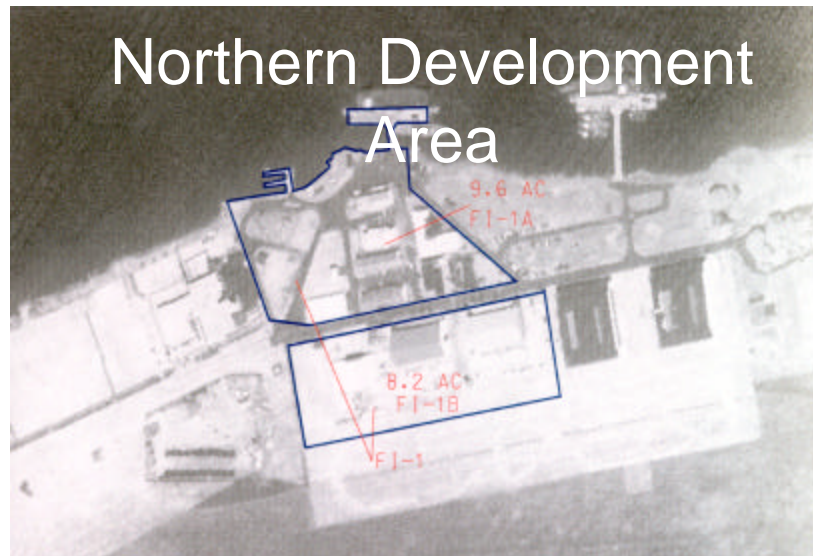 Northern Development
Area
9.6 AC
FI-1A
8.2 AC
FI-1B
FI-1